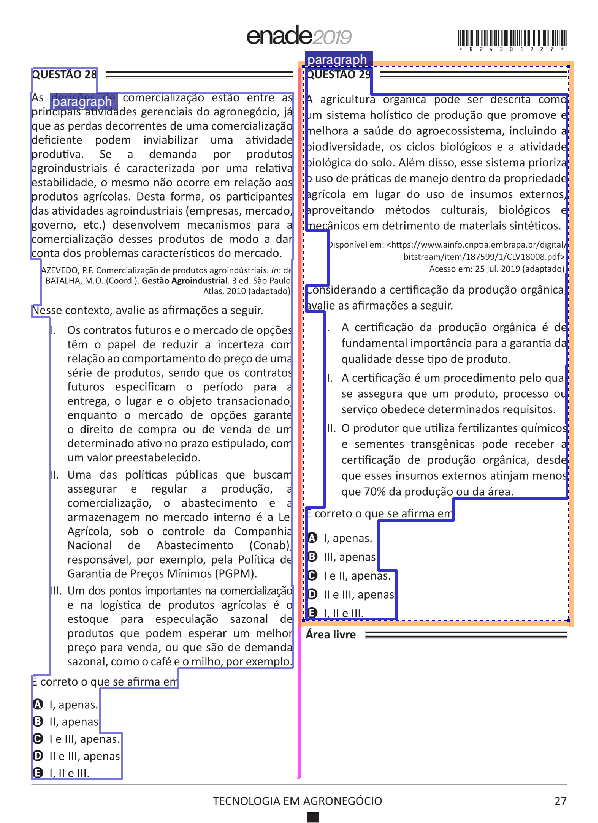 enade2019
paragraph
QUESTÃO 28
As decisões de comercialização estão entre as
paragraph
principais atividades gerenciais do agronegócio, já
que as perdas decorrentes de uma comercialização
deficiente podem inviabilizar uma atividade
produtiva. Se a demanda por produtos
agroindustriais é caracterizada por uma relativa
estabilidade, o mesmo não ocorre em relação aos
produtos agrícolas. Desta forma, os participantes
das atividades agroindustriais (empresas, mercado,
governo, etc.) desenvolvem mecanismos para a
comercialização desses produtos de modo a dar
conta dos problemas característicos do mercado.
AZEVEDO, P.F. Comercialização de produtos agroindustriais. In: de
BATALHA, M.O. (Coord.). Gestão Agroindustrial. 3 ed. São Paulo:
Atlas, 2010 (adaptado).
Nesse contexto, avalie as afirmações a seguir.
I. Os contratos futuros e o mercado de opções
têm o papel de reduzir a incerteza com
relação ao comportamento do preço de uma
série de produtos, sendo que os contratos
futuros especificam o período para a
entrega, o lugar e o objeto transacionado,
enquanto o mercado de opções garante
o direito de compra ou de venda de um
determinado ativo no prazo estipulado, com
um valor preestabelecido.
II. Uma das políticas públicas que buscam
assegurar e regular a produção, a
comercialização, o abastecimento e a
armazenagem no mercado interno é a Lei
Agrícola, sob o controle da Companhia
Nacional de Abastecimento (Conab),
responsável, por exemplo, pela Política de
Garantia de Preços Mínimos (PGPM).
III. Um dos pontos importantes na comercialização
e na logística de produtos agrícolas é o
estoque para especulação sazonal de
produtos que podem esperar um melhor
preço para venda, ou que são de demanda
sazonal, como o café e o milho, por exemplo.
É correto o que se afirma em
A I, apenas.
B II, apenas.
C I e III, apenas.
D II e III, apenas.
E I, II e III.
paragraph
QUESTÃO 29
A agricultura orgânica pode ser descrita como
um sistema holístico de produção que promove e
melhora a saúde do agroecossistema, incluindo a
biodiversidade, os ciclos biológicos e a atividade
biológica do solo. Além disso, esse sistema prioriza
o uso de práticas de manejo dentro da propriedade
agrícola em lugar do uso de insumos externos,
aproveitando métodos culturais, biológicos e
mecânicos em detrimento de materiais sintéticos.
Disponível em: <https://www.ainfo.cnptia.embrapa.br/digital/
bitstream/item/187599/1/CLV18008.pdf>
Acesso em: 25 jul. 2019 (adaptado).
Considerando a certificação da produção orgânica,
avalie as afirmações a seguir.
I. A certificação da produção orgânica é de
fundamental importância para a garantia da
qualidade desse tipo de produto.
II. A certificação é um procedimento pelo qual
se assegura que um produto, processo ou
serviço obedece determinados requisitos.
III. O produtor que utiliza fertilizantes químicos
e sementes transgênicas pode receber a
certificação de produção orgânica, desde
que esses insumos externos atinjam menos
que 70% da produção ou da área.
É correto o que se afirma em
A I, apenas.
B III, apenas.
C I e II, apenas.
D II e III, apenas.
E I, II e III.
Área livre
TECNOLOGIA EM AGRONEGÓCIO
27